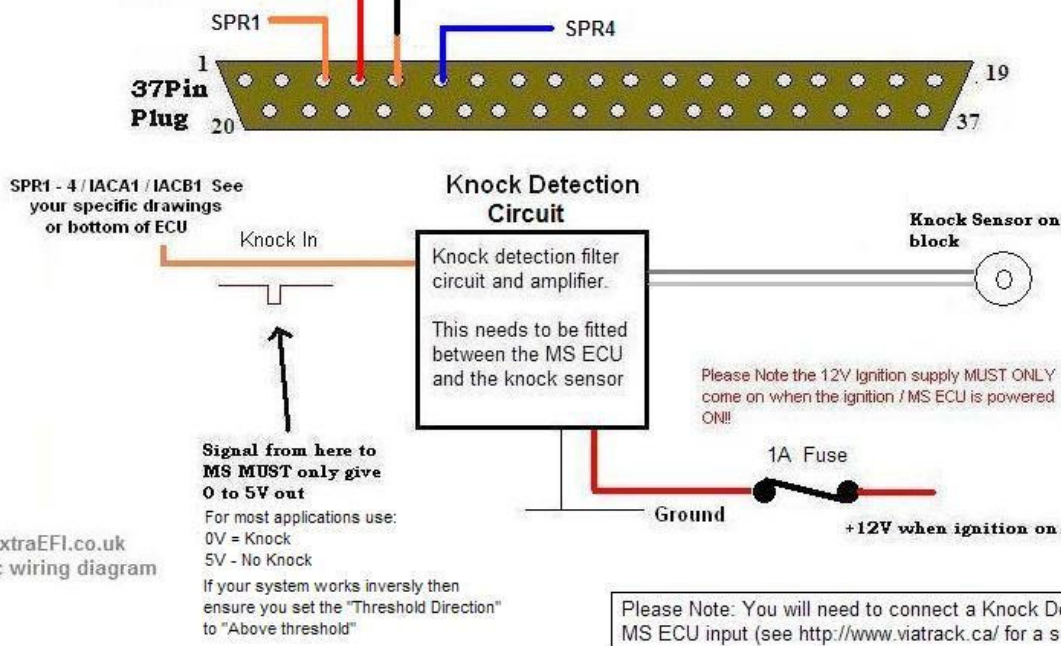 SPR1
SPR4
1
19
37Pin
Plug
20
37
SPR1 - 4 / IACA1 / IACB1 See
your specific drawings
or bottom of ECU
Knock In
Knock Detection
Circuit
Knock detection filter
circuit and amplifier.
This needs to be fitted
between the MS ECU
and the knock sensor
Knock Sensor on
block
Please Note the 12V Ignition supply MUST ONLY
come on when the ignition / MS ECU is powered
ON!!
1A Fuse
Ground
+12V when ignition on
Signal from here to
MS MUST only give
0 to 5V out
For most applications use:
0V = Knock
5V - No Knock
If your system works inversly then
ensure you set the "Threshold Direction"
to "Above threshold"
xtraEFI.co.uk
wiring diagram
Please Note: You will need to connect a Knock
MS ECU input (see http://www.viatrack.ca/ for a